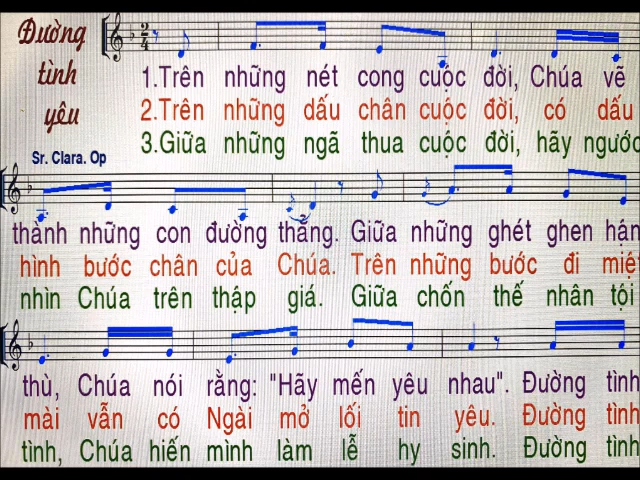 Đường
tình
yêu
Sr. Clara. Op
1.Trên những nét cong cuộc đời, Chúa vẽ
2.Trên những dấu chân cuộc đời, có dấu
3.Giữa những ngã thua cuộc đời, hãy ngước
thành những con đường thẳng. Giữa những ghét ghen hận
hình bước chân của Chúa. Trên những bước đi miệt
nhìn Chúa trên thập giá. Giữa chốn thế nhân tội
thù, Chúa nói rằng: "Hãy mến yêu nhau". Đường tình
mài vẫn có Ngài mở lối tin yêu. Đường tình
tình, Chúa hiến mình làm lễ hy sinh. Đường tình